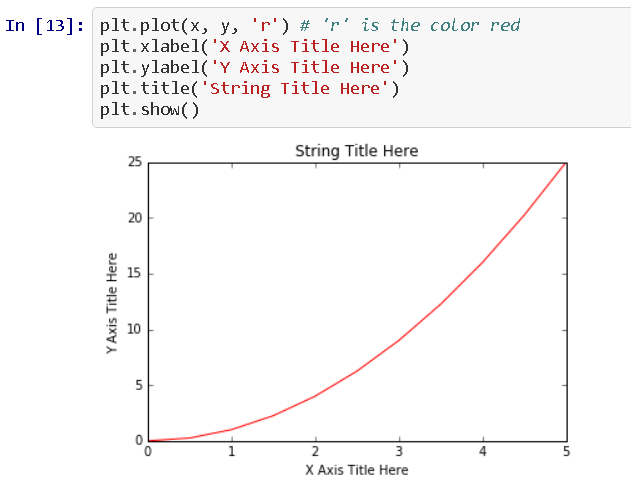 In [13]: plt.plot(x, y, 'r') # 'r' is the color red
plt.xlabel('X Axis Title Here')
plt.ylabel('Y Axis Title Here')
plt.title('String Title Here')
plt.show()
String Title Here
25
20
15
10
5
0
Y Axis Title Here
0 1 2 3 4 5
X Axis Title Here